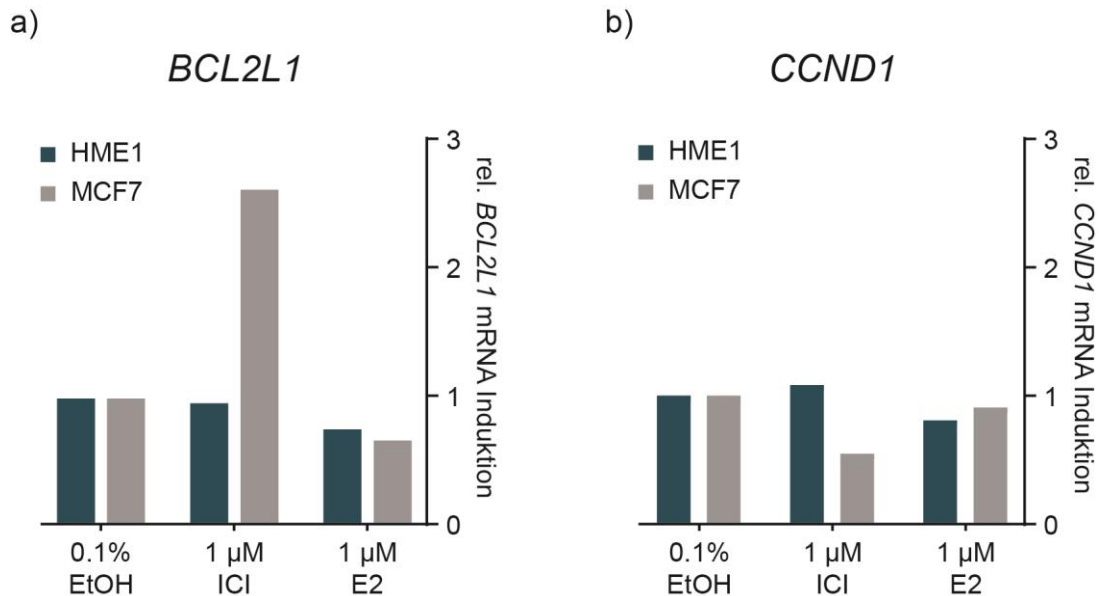 a)
BCL2L1
HME1
MCF7
3
2
1
0
rel. BCL2L1 mRNA Induktion
0.1%
EtOH
1 µM
ICI
1 µM
E2
b)
CCND1
HME1
MCF7
3
2
1
0
rel. CCND1 mRNA Induktion
0.1%
EtOH
1 µM
ICI
1 µM
E2